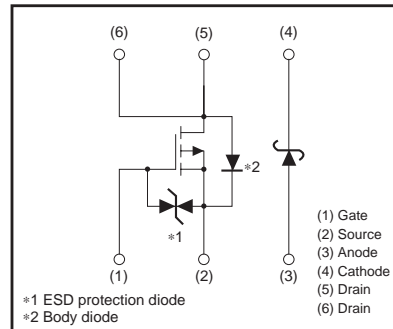 (6) (5) (4)
∗2
∗1
(1) (2) (3)
(1) Gate
(2) Source
(3) Anode
(4) Cathode
(5) Drain
(6) Drain
∗1 ESD protection diode
∗2 Body diode